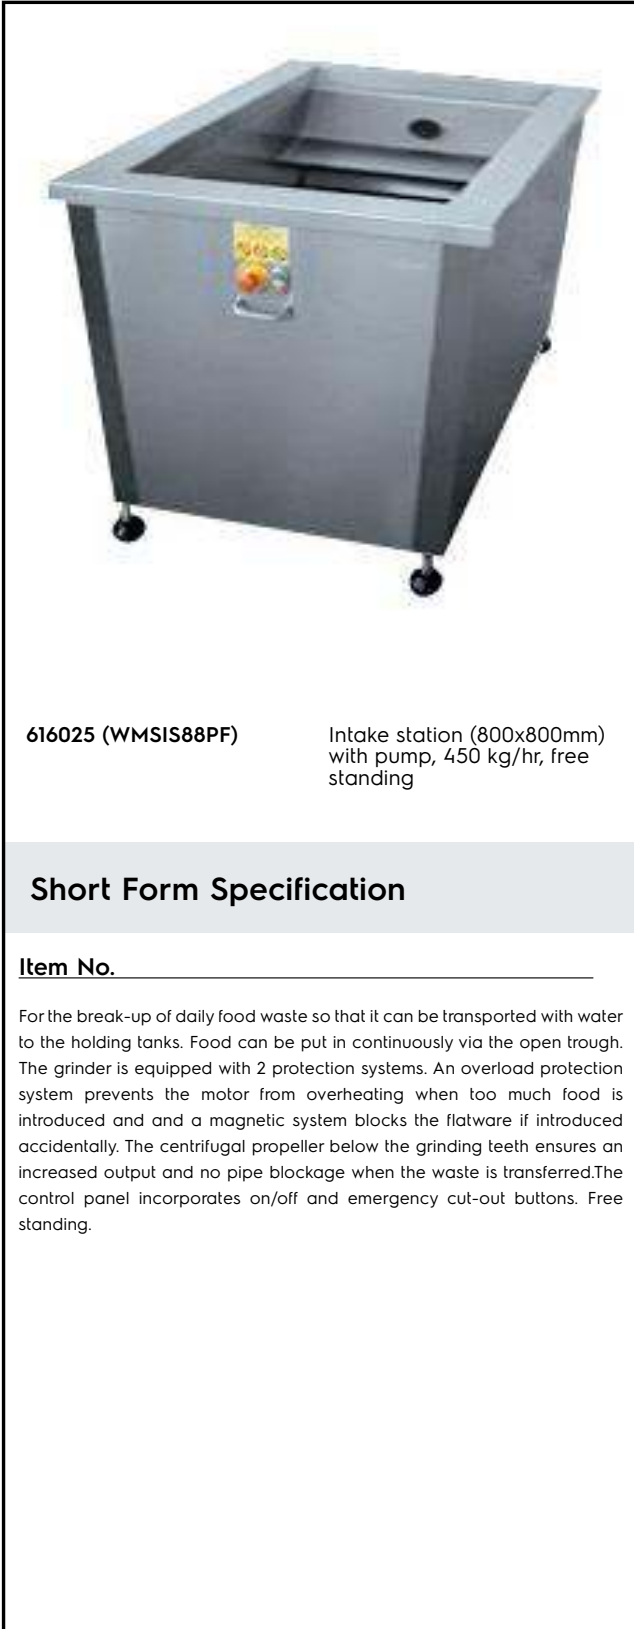 616025 (WMSIS88PF)
Intake station (800x800mm)
with pump, 450 kg/hr, free
standing
Short Form Specification
Item No.
For the break-up of daily food waste so that it can be transported with water
to the holding tanks. Food can be put in continuously via the open trough.
The grinder is equipped with 2 protection systems. An overload protection
system prevents the motor from overheating when too much food is
introduced and and a magnetic system blocks the flatware if introduced
accidentally. The centrifugal propeller below the grinding teeth ensures an
increased output and no pipe blockage when the waste is transferred.The
control panel incorporates on/off and emergency cut-out buttons. Free
standing.